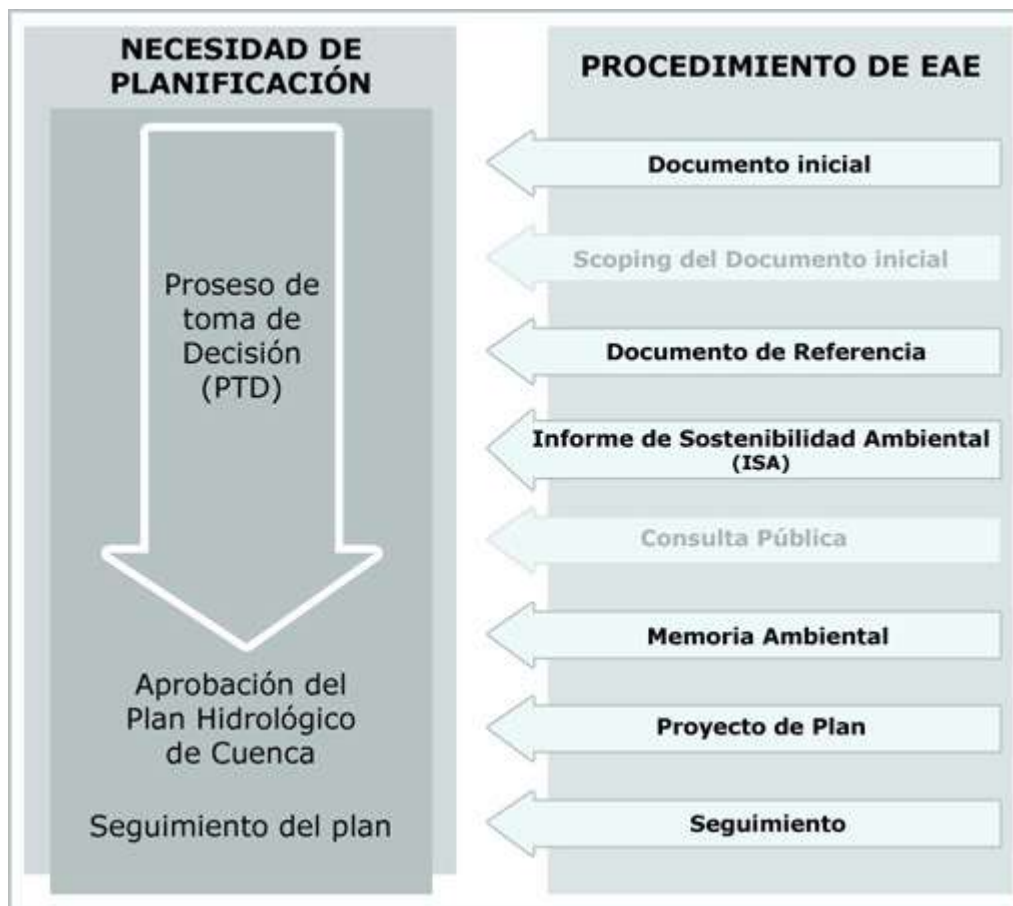 NECESIDAD DE
PLANIFICACIÓN
Proseso de
toma de
Decisión
(PTD)
Aprobación del
Plan Hidrológico
de Cuenca
Seguimiento del plan
PROCEDIMIENTO DE EAE
Documento inicial
Scoping del Documento inicial
Documento de Referencia
Informe de Sostenibilidad Ambiental
(ISA)
Consulta Pública
Memoria Ambiental
Proyecto de Plan
Seguimiento